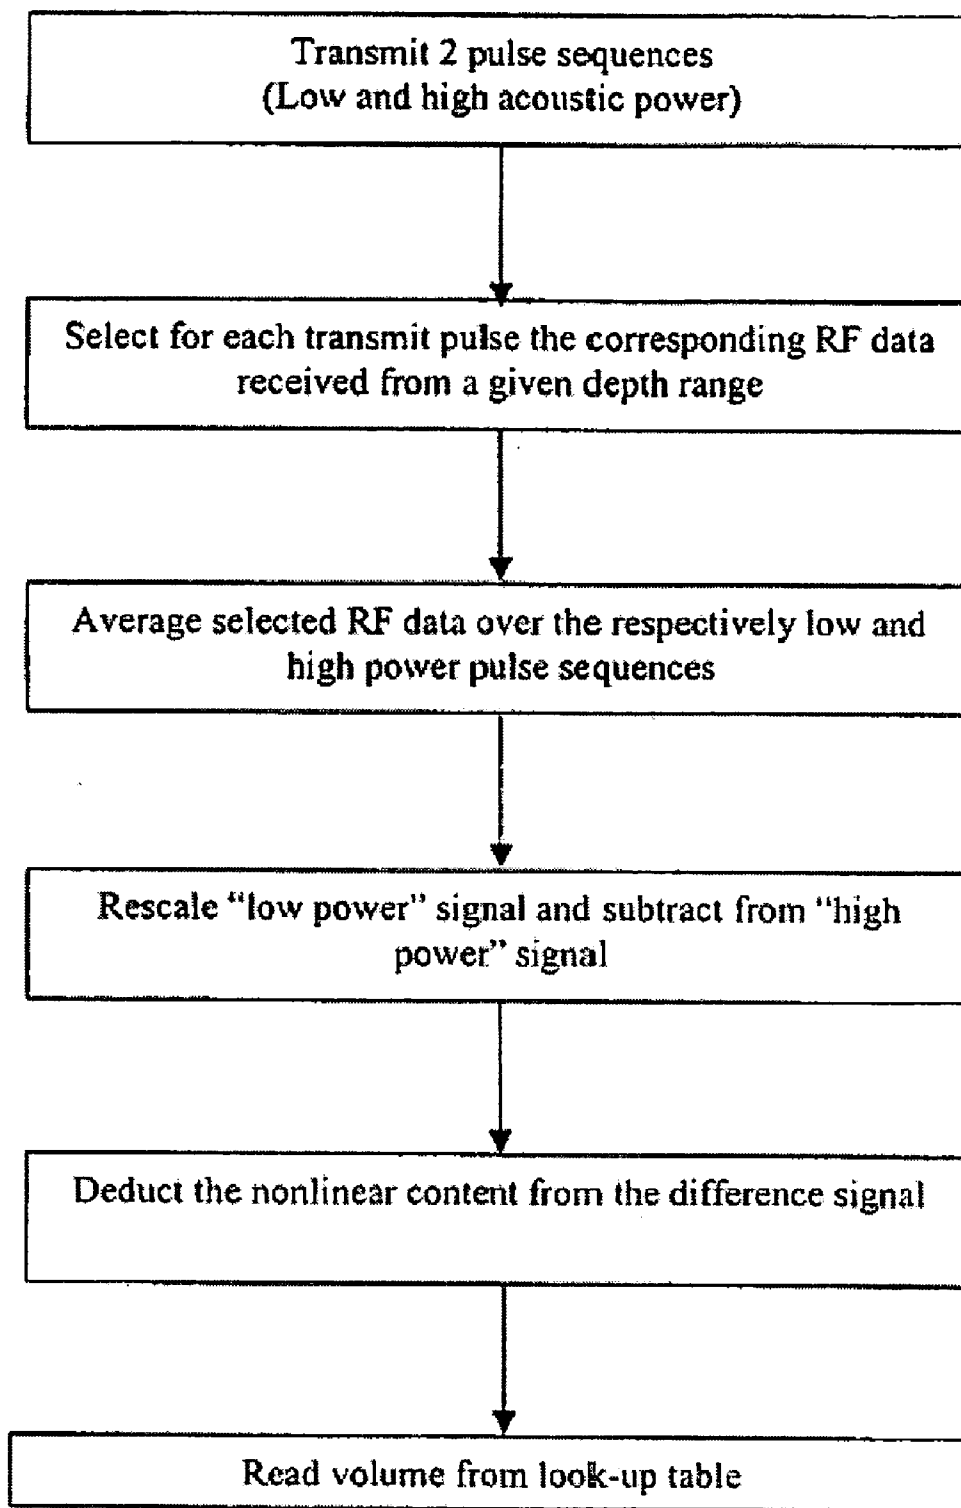 Transmit 2 pulse sequences
(Low and high acoustic power)
Select for each transmit pulse the corresponding RF data
received from a given depth range
Average selected RF data over the respectively low and
high power pulse sequences
Rescale “low power” signal and subtract from “high
power” signal
Deduct the nonlinear content from the difference signal
Read volume from look-up table